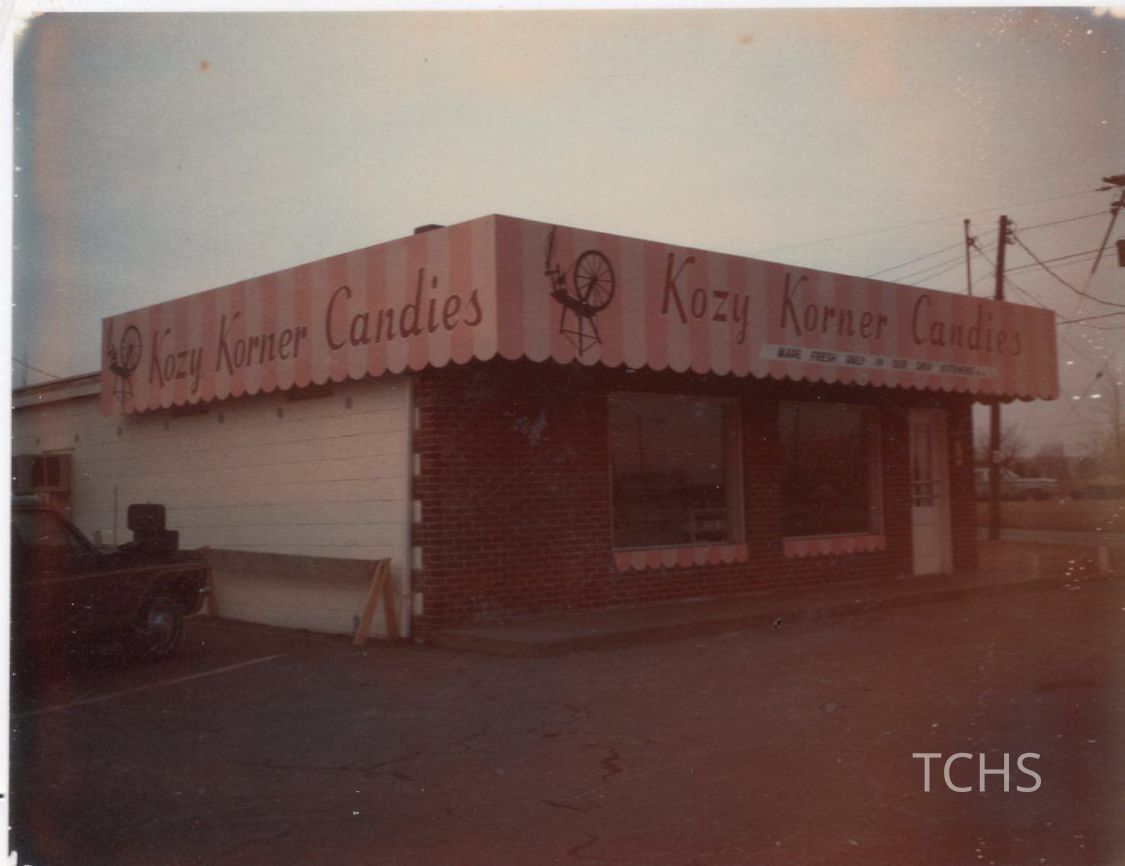 Kozy Korner Candies
Kozy Korner Candies
MADE FRESH DAILY IN OUR OWN KITCHENS
TCHS